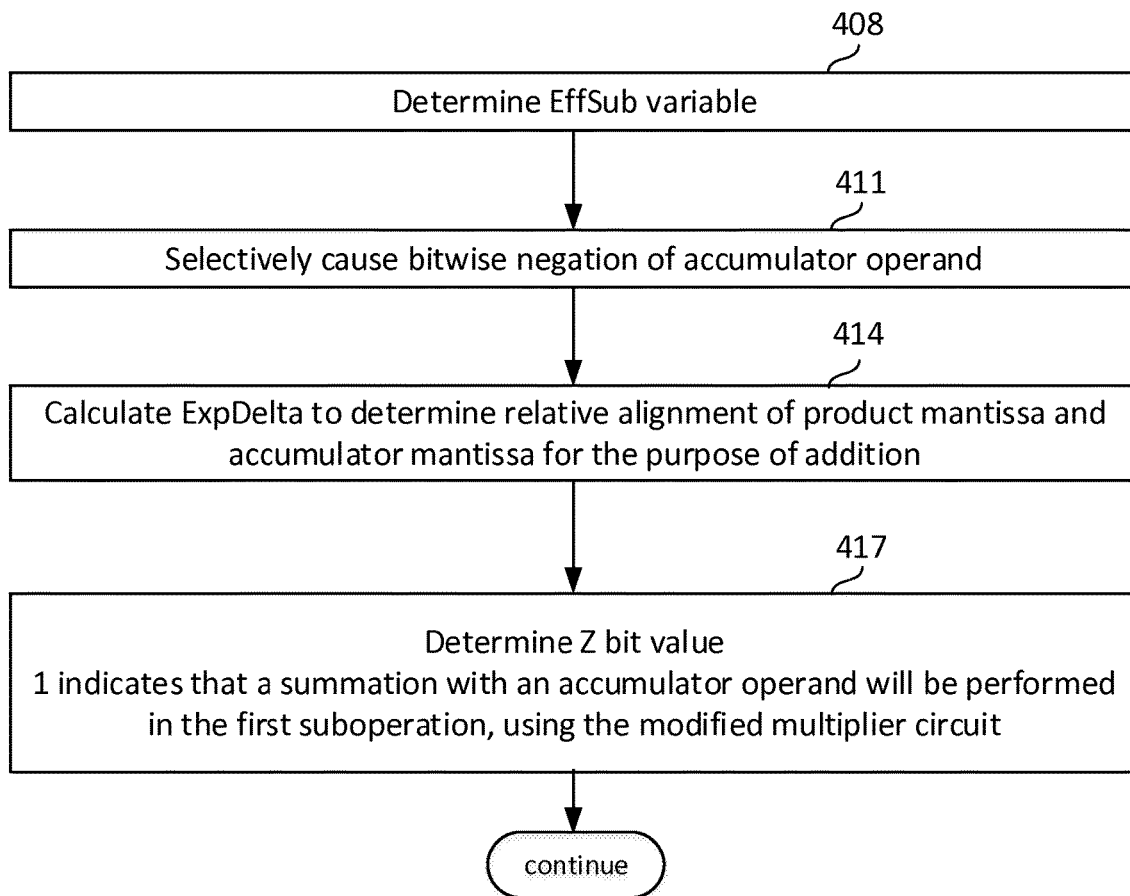 408
Determine EffSub variable
411
Selectively cause bitwise negation of accumulator operand
414
Calculate ExpDelta to determine relative alignment of product mantissa and
accumulator mantissa for the purpose of addition
417
Determine Z bit value
1 indicates that a summation with an accumulator operand will be performed
in the first suboperation, using the modified multiplier circuit
continue